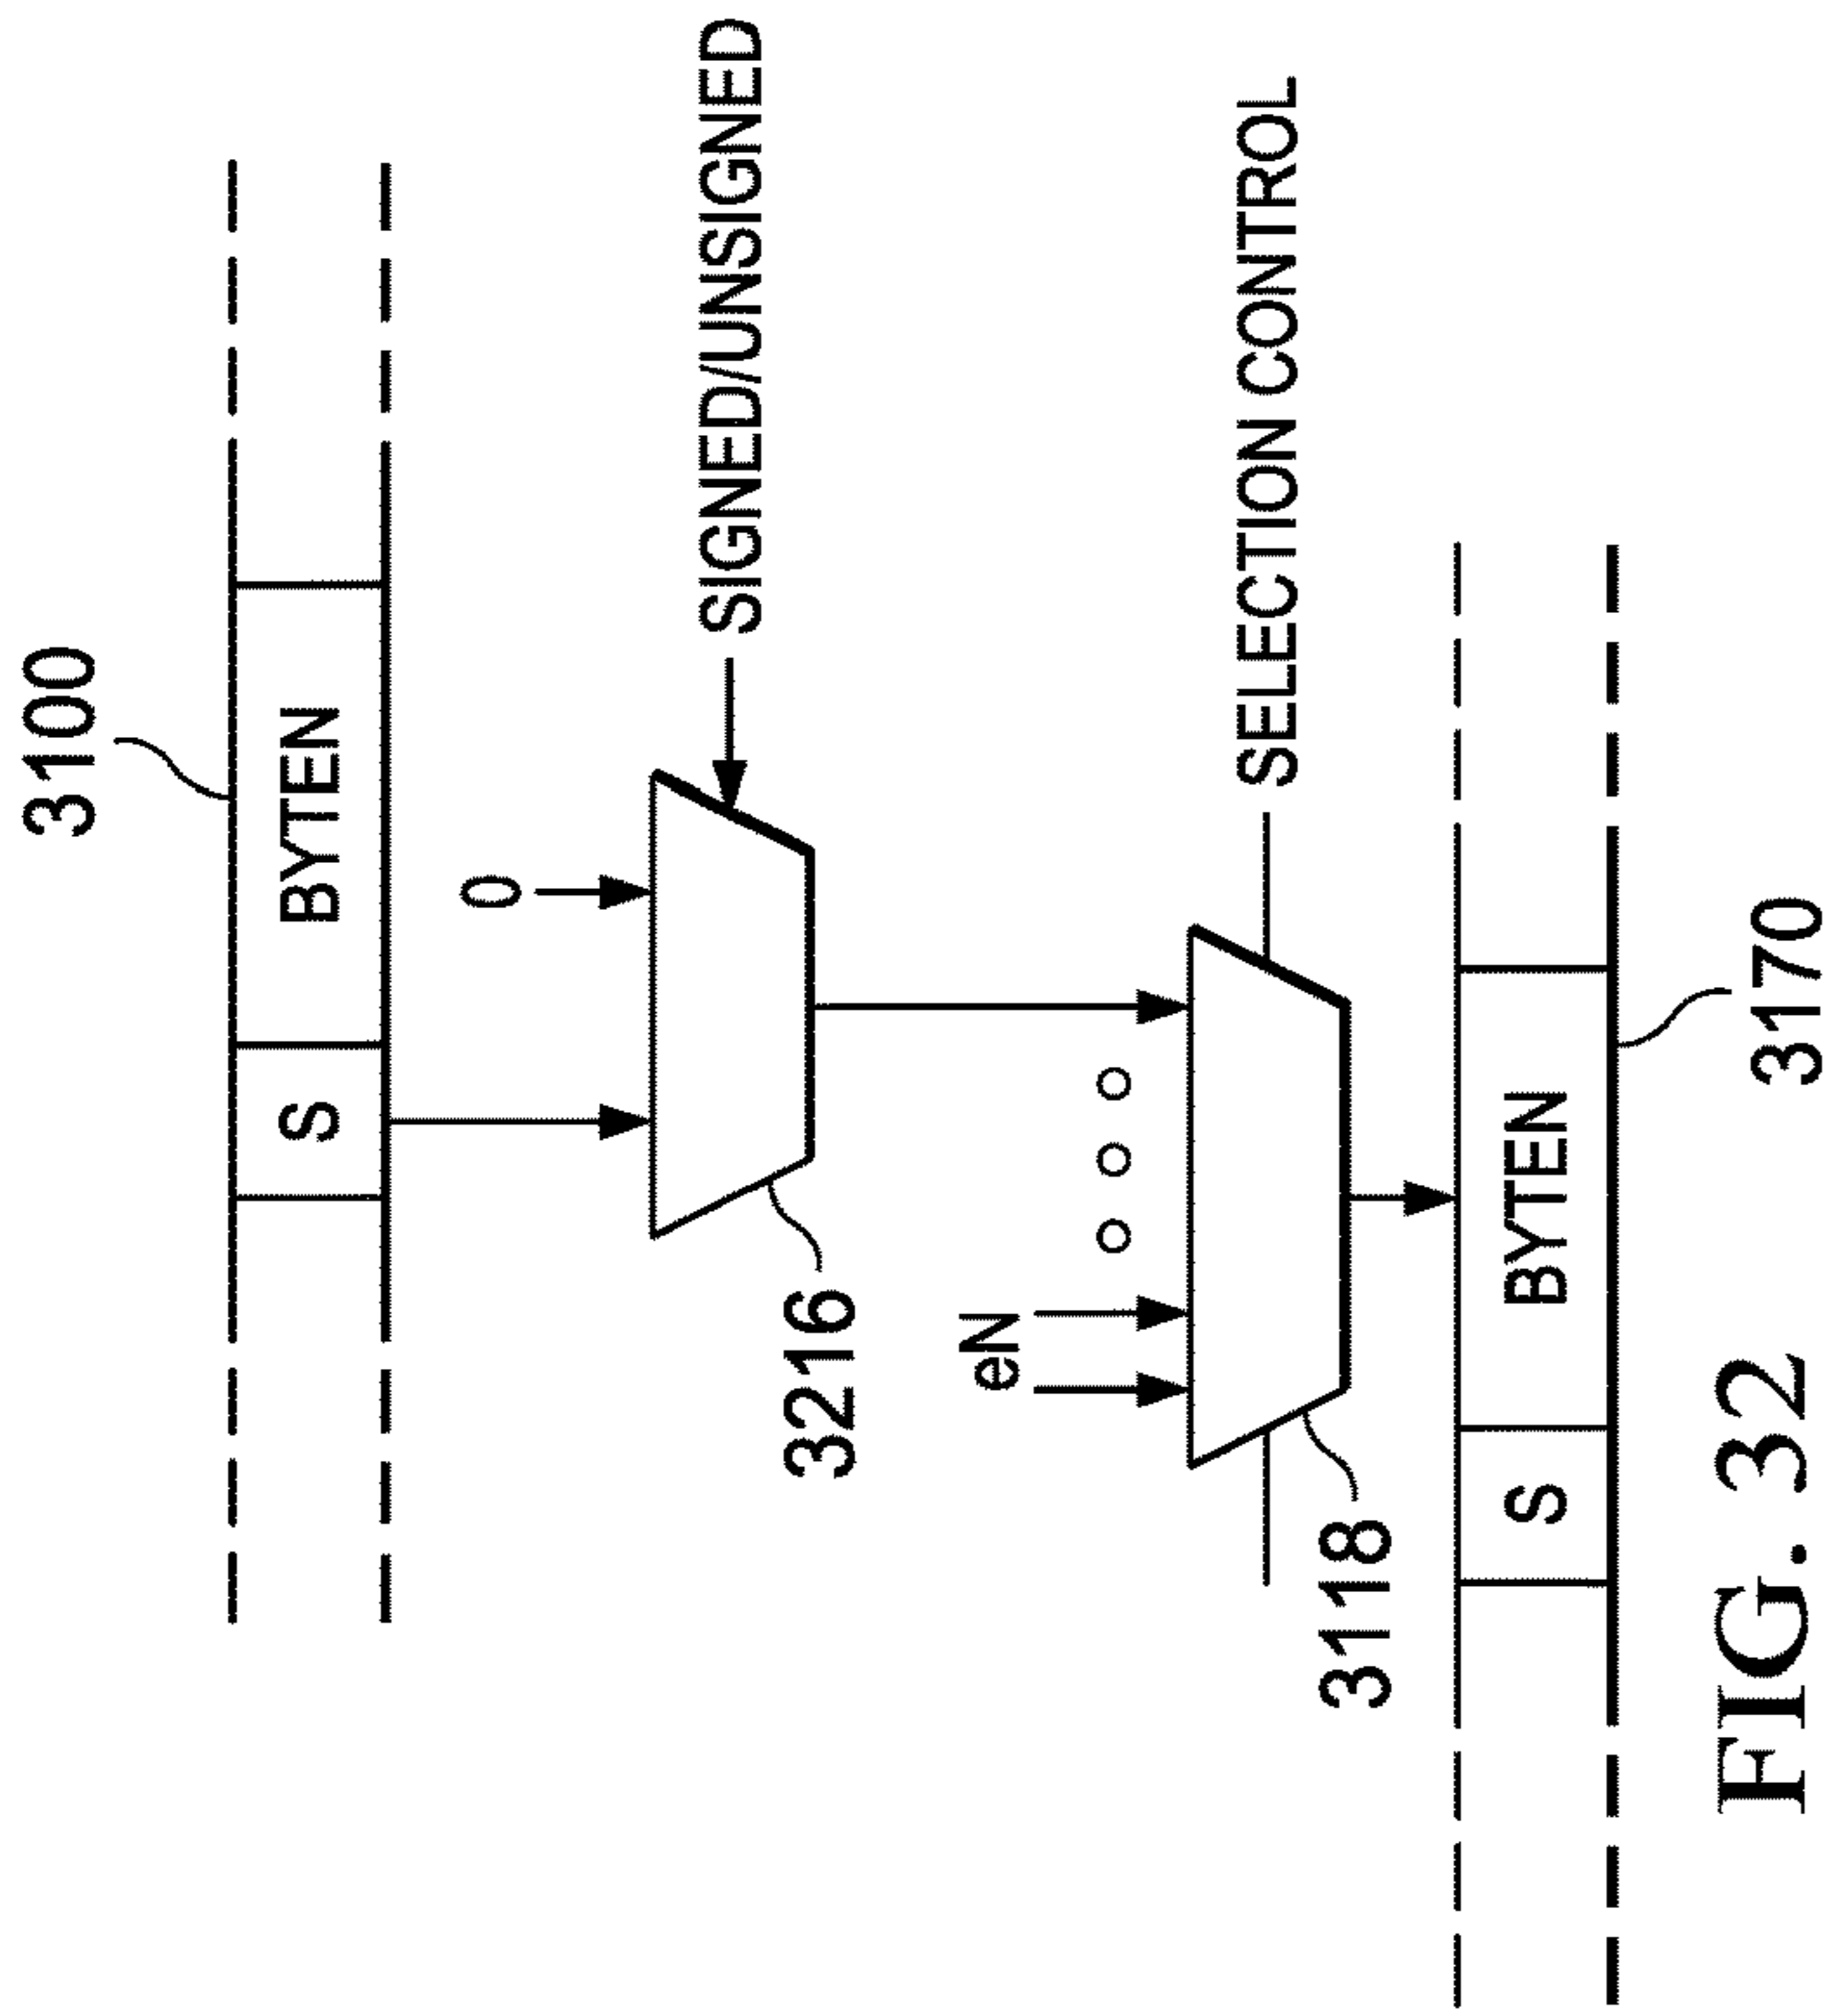 3100
S
BYTEN
0
SIGNED/UNSIGNED
3216
eN
SELECTION CONTROL
3118
S
BYTEN
3170
FIG. 32